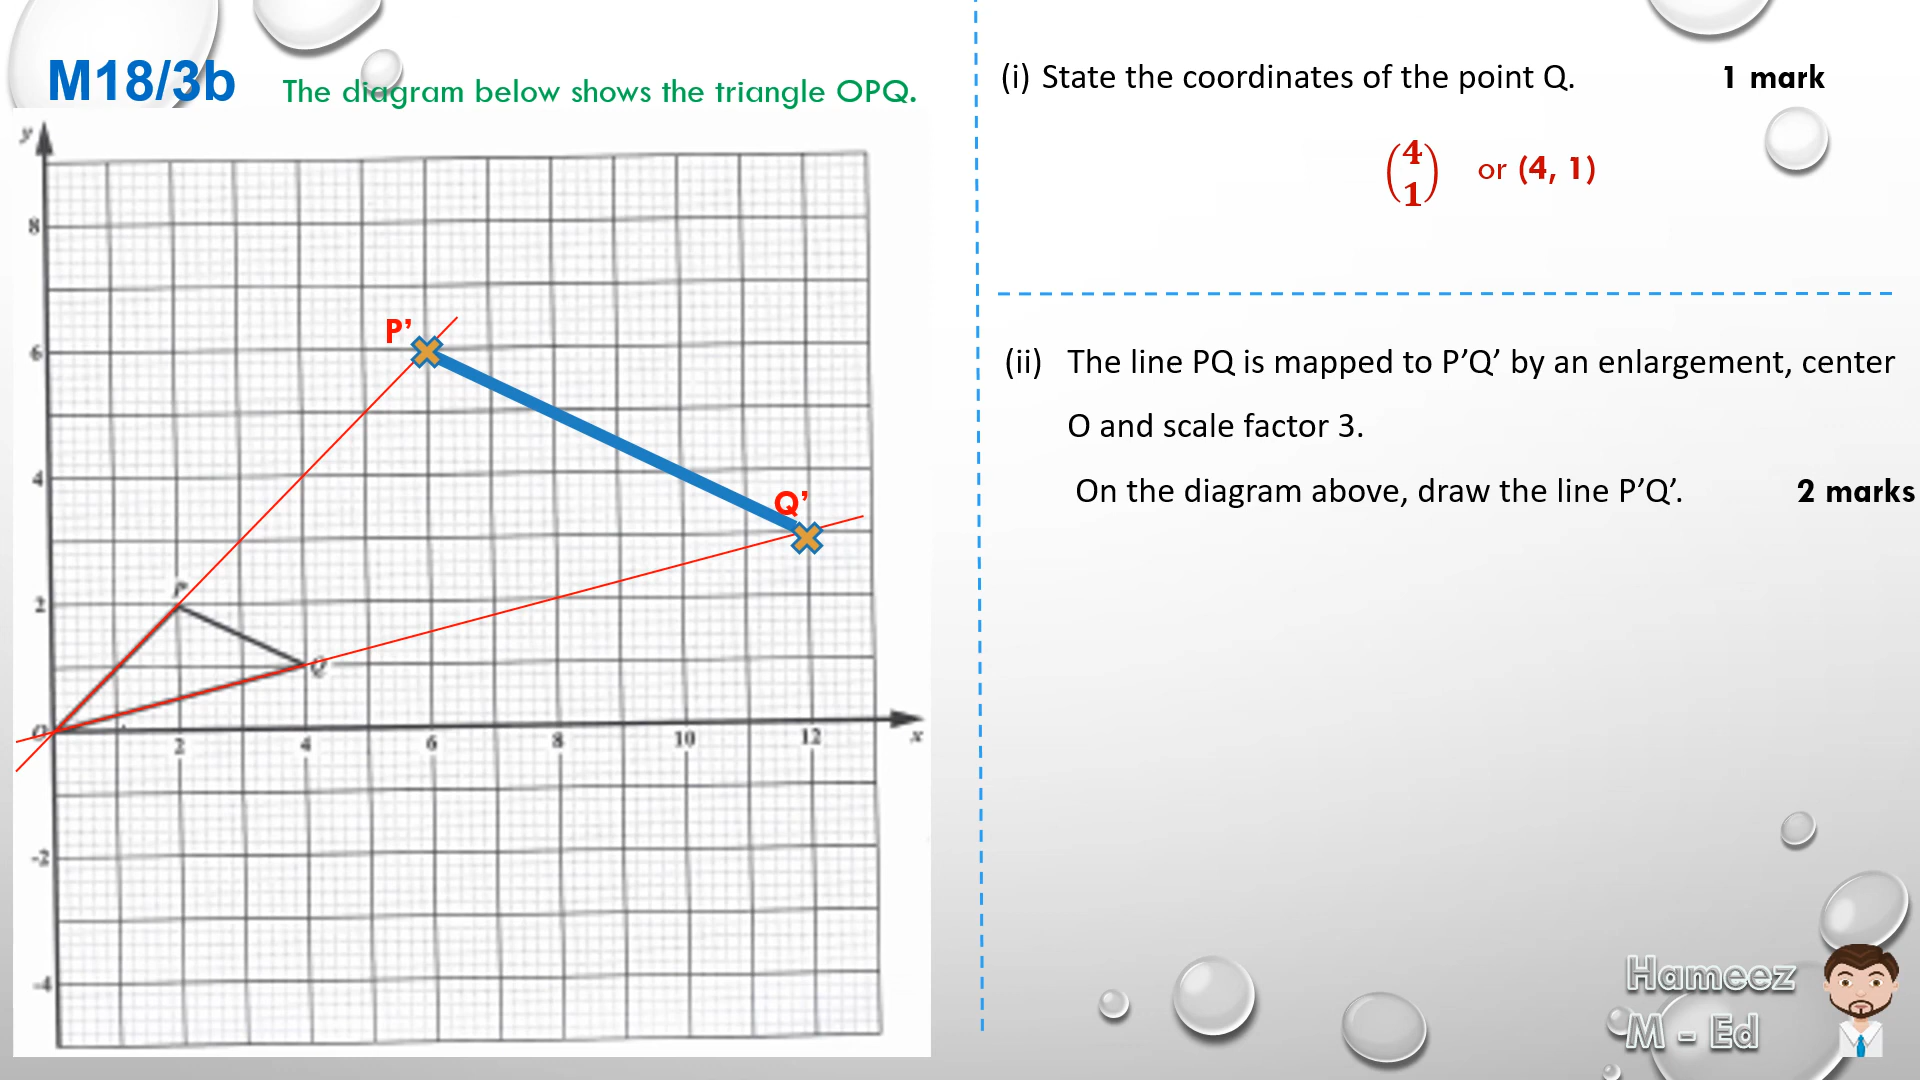 M18/3b The diagram below shows the triangle OPQ.
y
8
6
4
2
O
-2
-4
2 4 6 8 10 12 x
P'
Q'
P
Q
(i) State the coordinates of the point Q. 1 mark
(4 1) or (4, 1)
(ii) The line PQ is mapped to P’Q’ by an enlargement, center
O and scale factor 3.
On the diagram above, draw the line P’Q’. 2 marks
Hameez
M - Ed